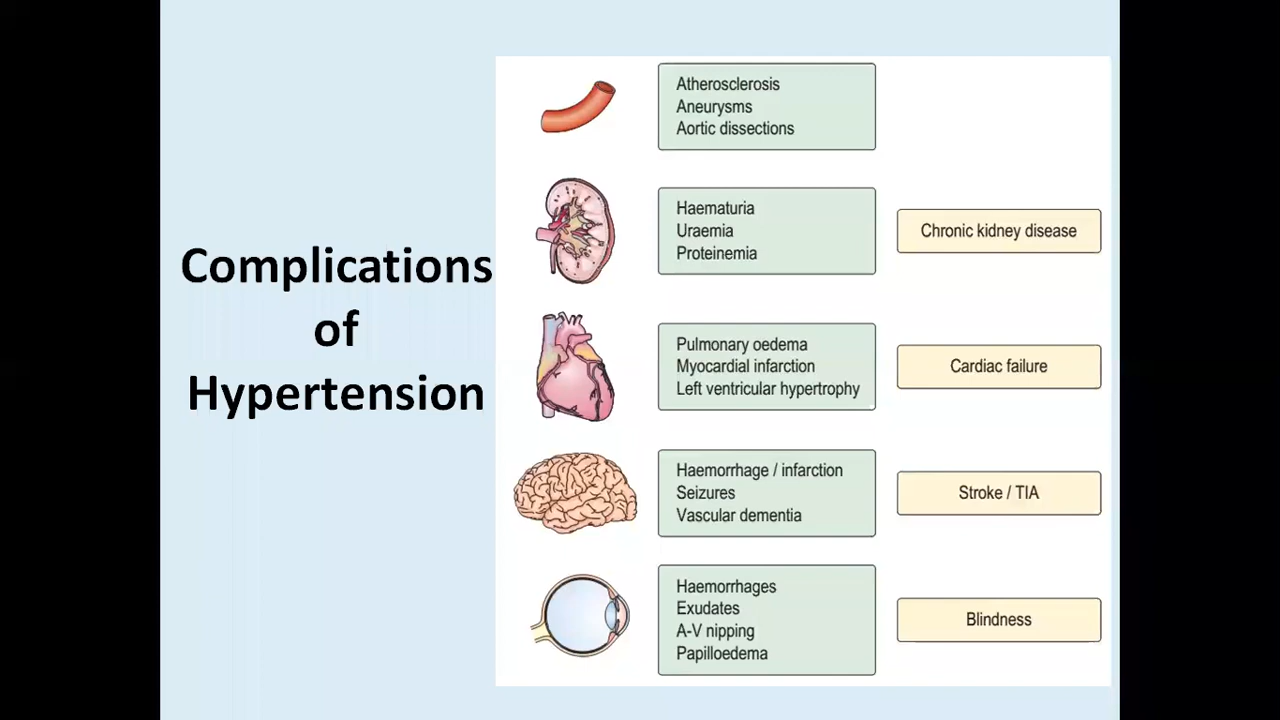 Complications
of
Hypertension
Atherosclerosis
Aneurysms
Aortic dissections
Haematuria
Uraemia
Proteinemia
Chronic kidney disease
Pulmonary oedema
Myocardial infarction
Left ventricular hypertrophy
Cardiac failure
Haemorrhage / infarction
Seizures
Vascular dementia
Stroke / TIA
Haemorrhages
Exudates
A-V nipping
Papilloedema
Blindness